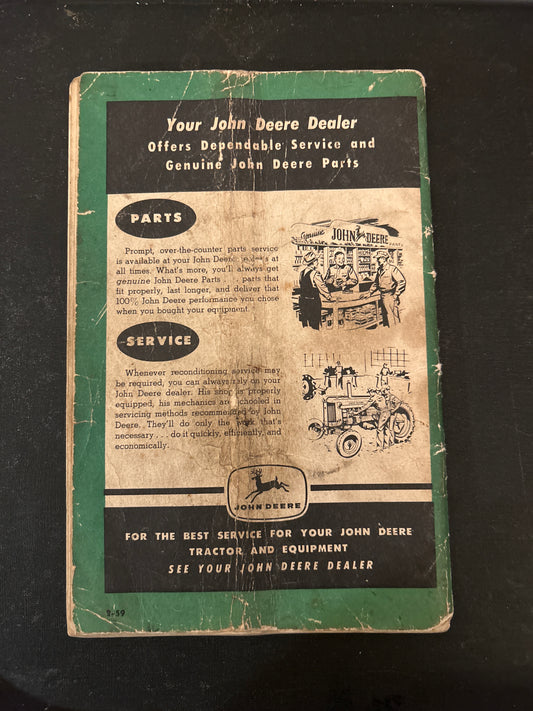 Your John Deere Dealer
Offers Dependable Service and
Genuine John Deere Parts
PARTS
Prompt, over-the-counter parts service
is available at your John Deere dealer's at
all times. What's more, you'll always get
genuine John Deere Parts . . . parts that
fit properly, last longer, and deliver that
100% John Deere performance you chose
when you bought your equipment.
Genuine JOHN DEERE
SERVICE
Whenever reconditioning service may
be required, you can always rely on your
John Deere dealer. His shop is properly
equipped, his mechanics are schooled in
servicing methods recommended by John
Deere. They'll do only the work that's
necessary . . . do it quickly, efficiently, and
economically.
JOHN DEERE
FOR THE BEST SERVICE FOR YOUR JOHN DEERE
TRACTOR AND EQUIPMENT
SEE YOUR JOHN DEERE DEALER